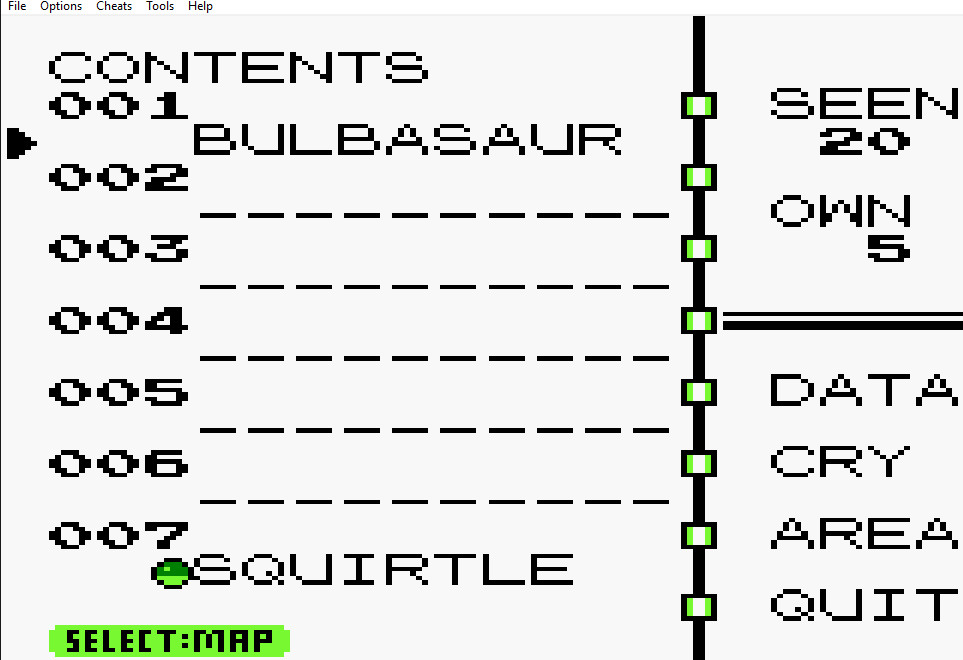 File Options Cheats Tools Help
CONTENTS
001
BULBASAUR
002
----------
003
----------
004
----------
005
----------
006
----------
007
SQUIRTLE
SELECT:MAP
SEEN
20
OWN
5
DATA
CRY
AREA
QUIT